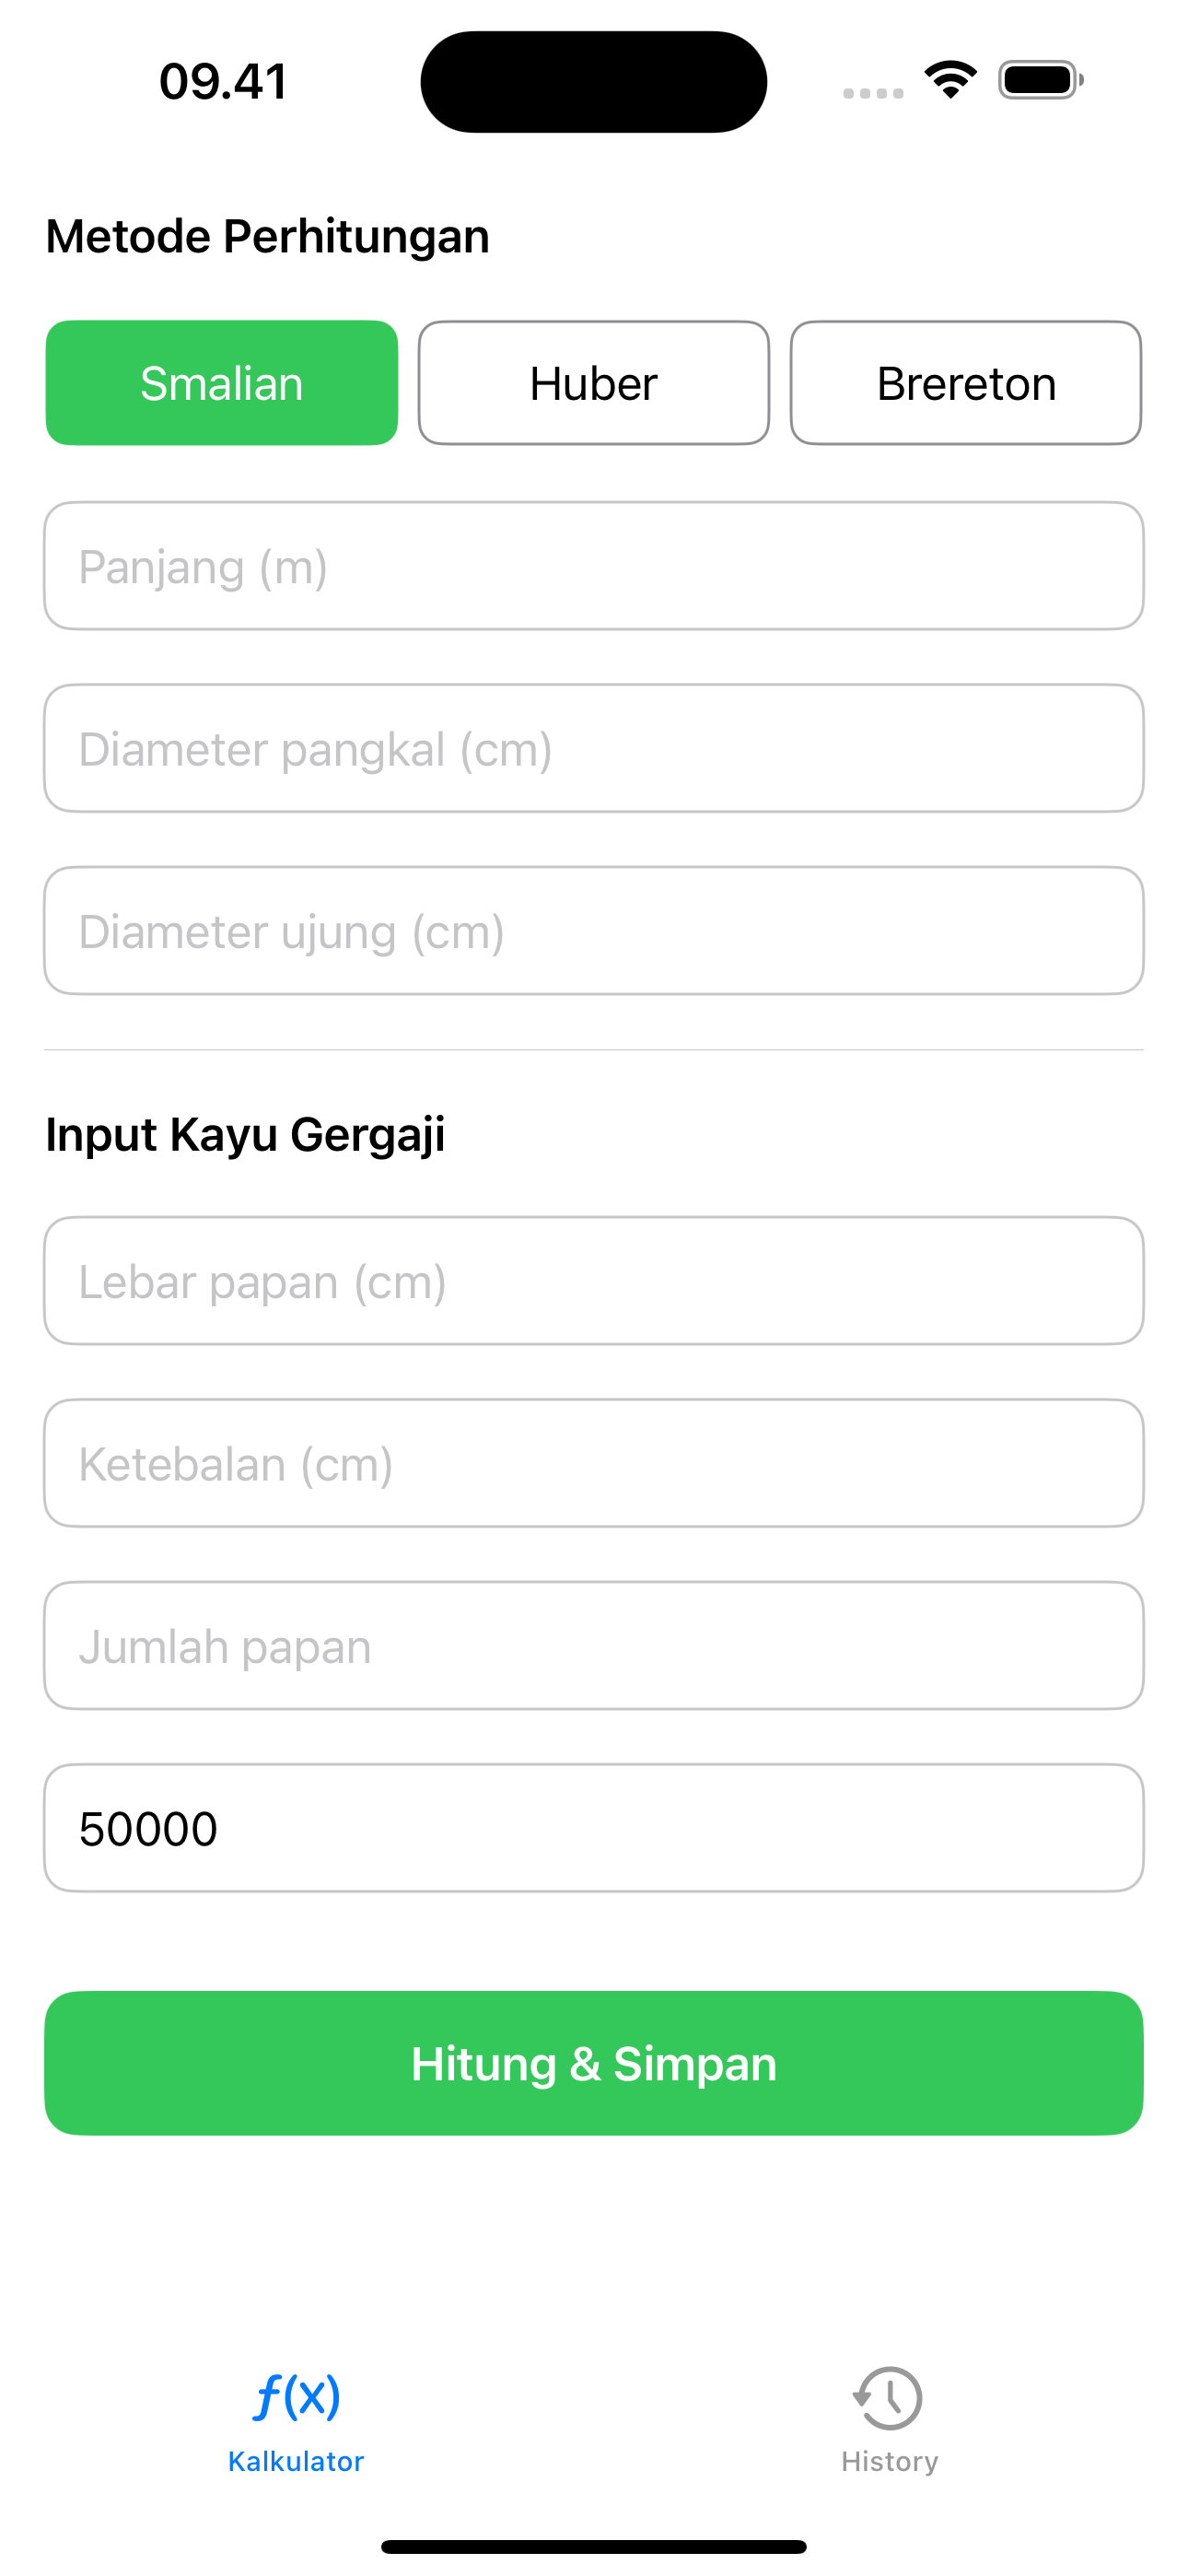 09.41
Metode Perhitungan
Smalian Huber Brereton
Panjang (m)
Diameter pangkal (cm)
Diameter ujung (cm)
Input Kayu Gergaji
Lebar papan (cm)
Ketebalan (cm)
Jumlah papan
50000
Hitung & Simpan
f(x)
Kalkulator History